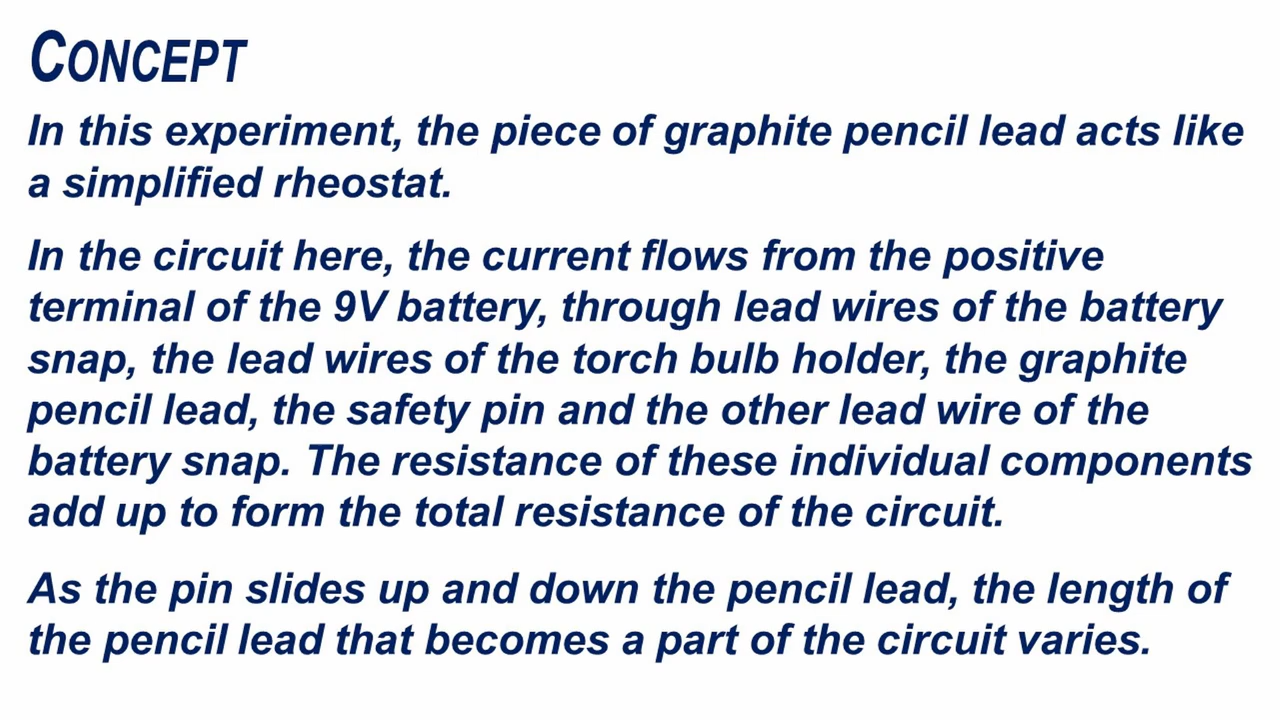 CONCEPT
In this experiment, the piece of graphite pencil lead acts like
a simplified rheostat.
In the circuit here, the current flows from the positive
terminal of the 9V battery, through lead wires of the battery
snap, the lead wires of the torch bulb holder, the graphite
pencil lead, the safety pin and the other lead wire of the
battery snap. The resistance of these individual components
add up to form the total resistance of the circuit.
As the pin slides up and down the pencil lead, the length of
the pencil lead that becomes a part of the circuit varies.